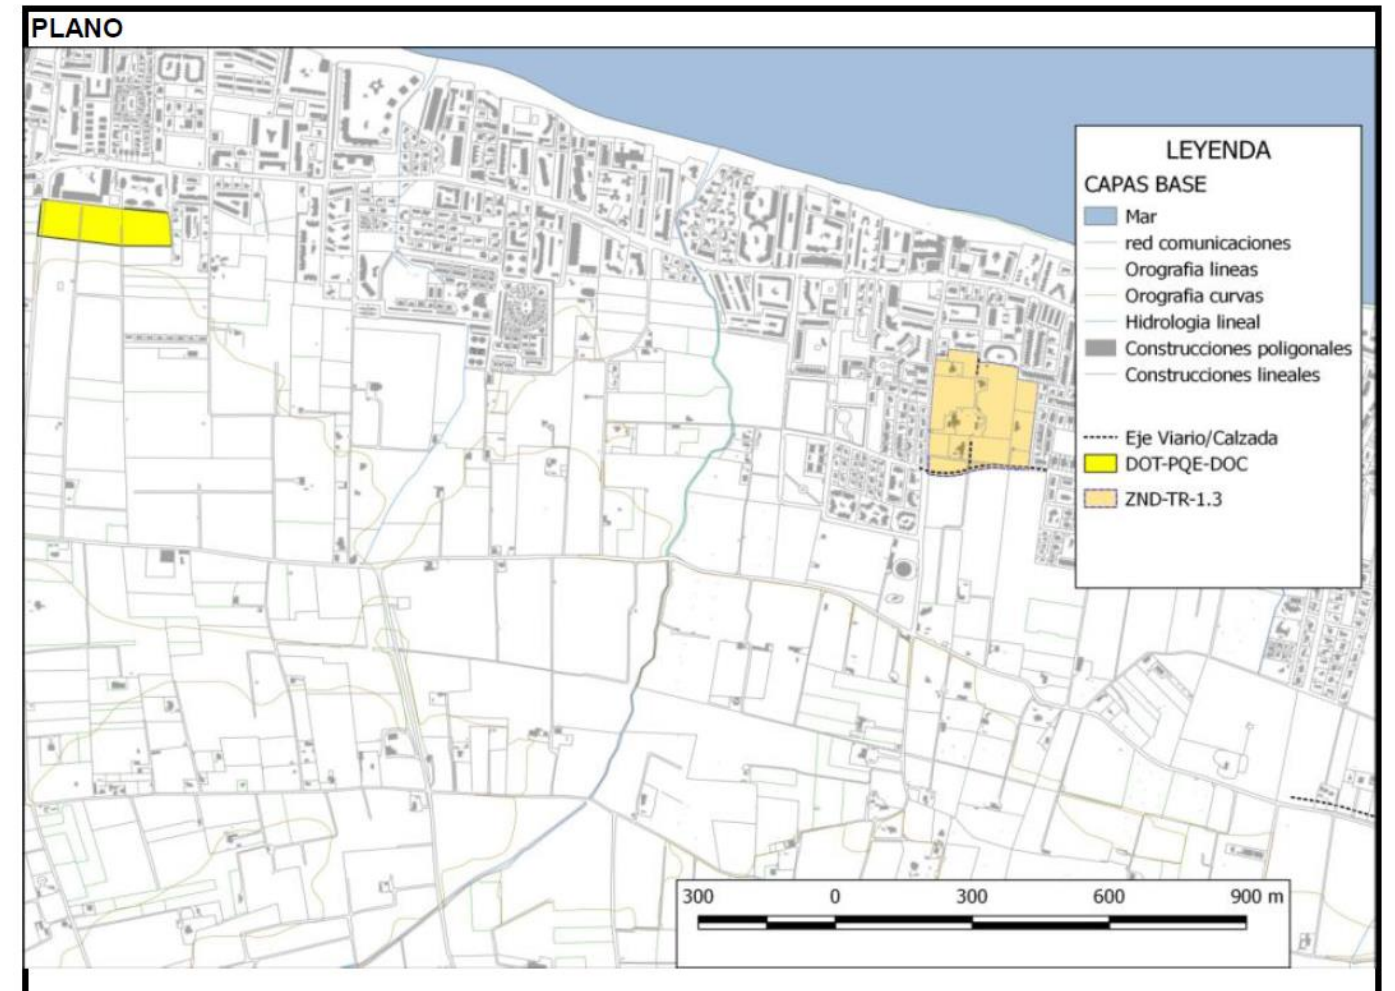 PLANO
LEYENDA
CAPAS BASE
Mar
red comunicaciones
Orografia lineas
Orografia curvas
Hidrologia lineal
Construcciones poligonales
Construcciones lineales
Eje Viario/Calzada
DOT-PQE-DOC
ZND-TR-1.3
300 0 300 600 900 m